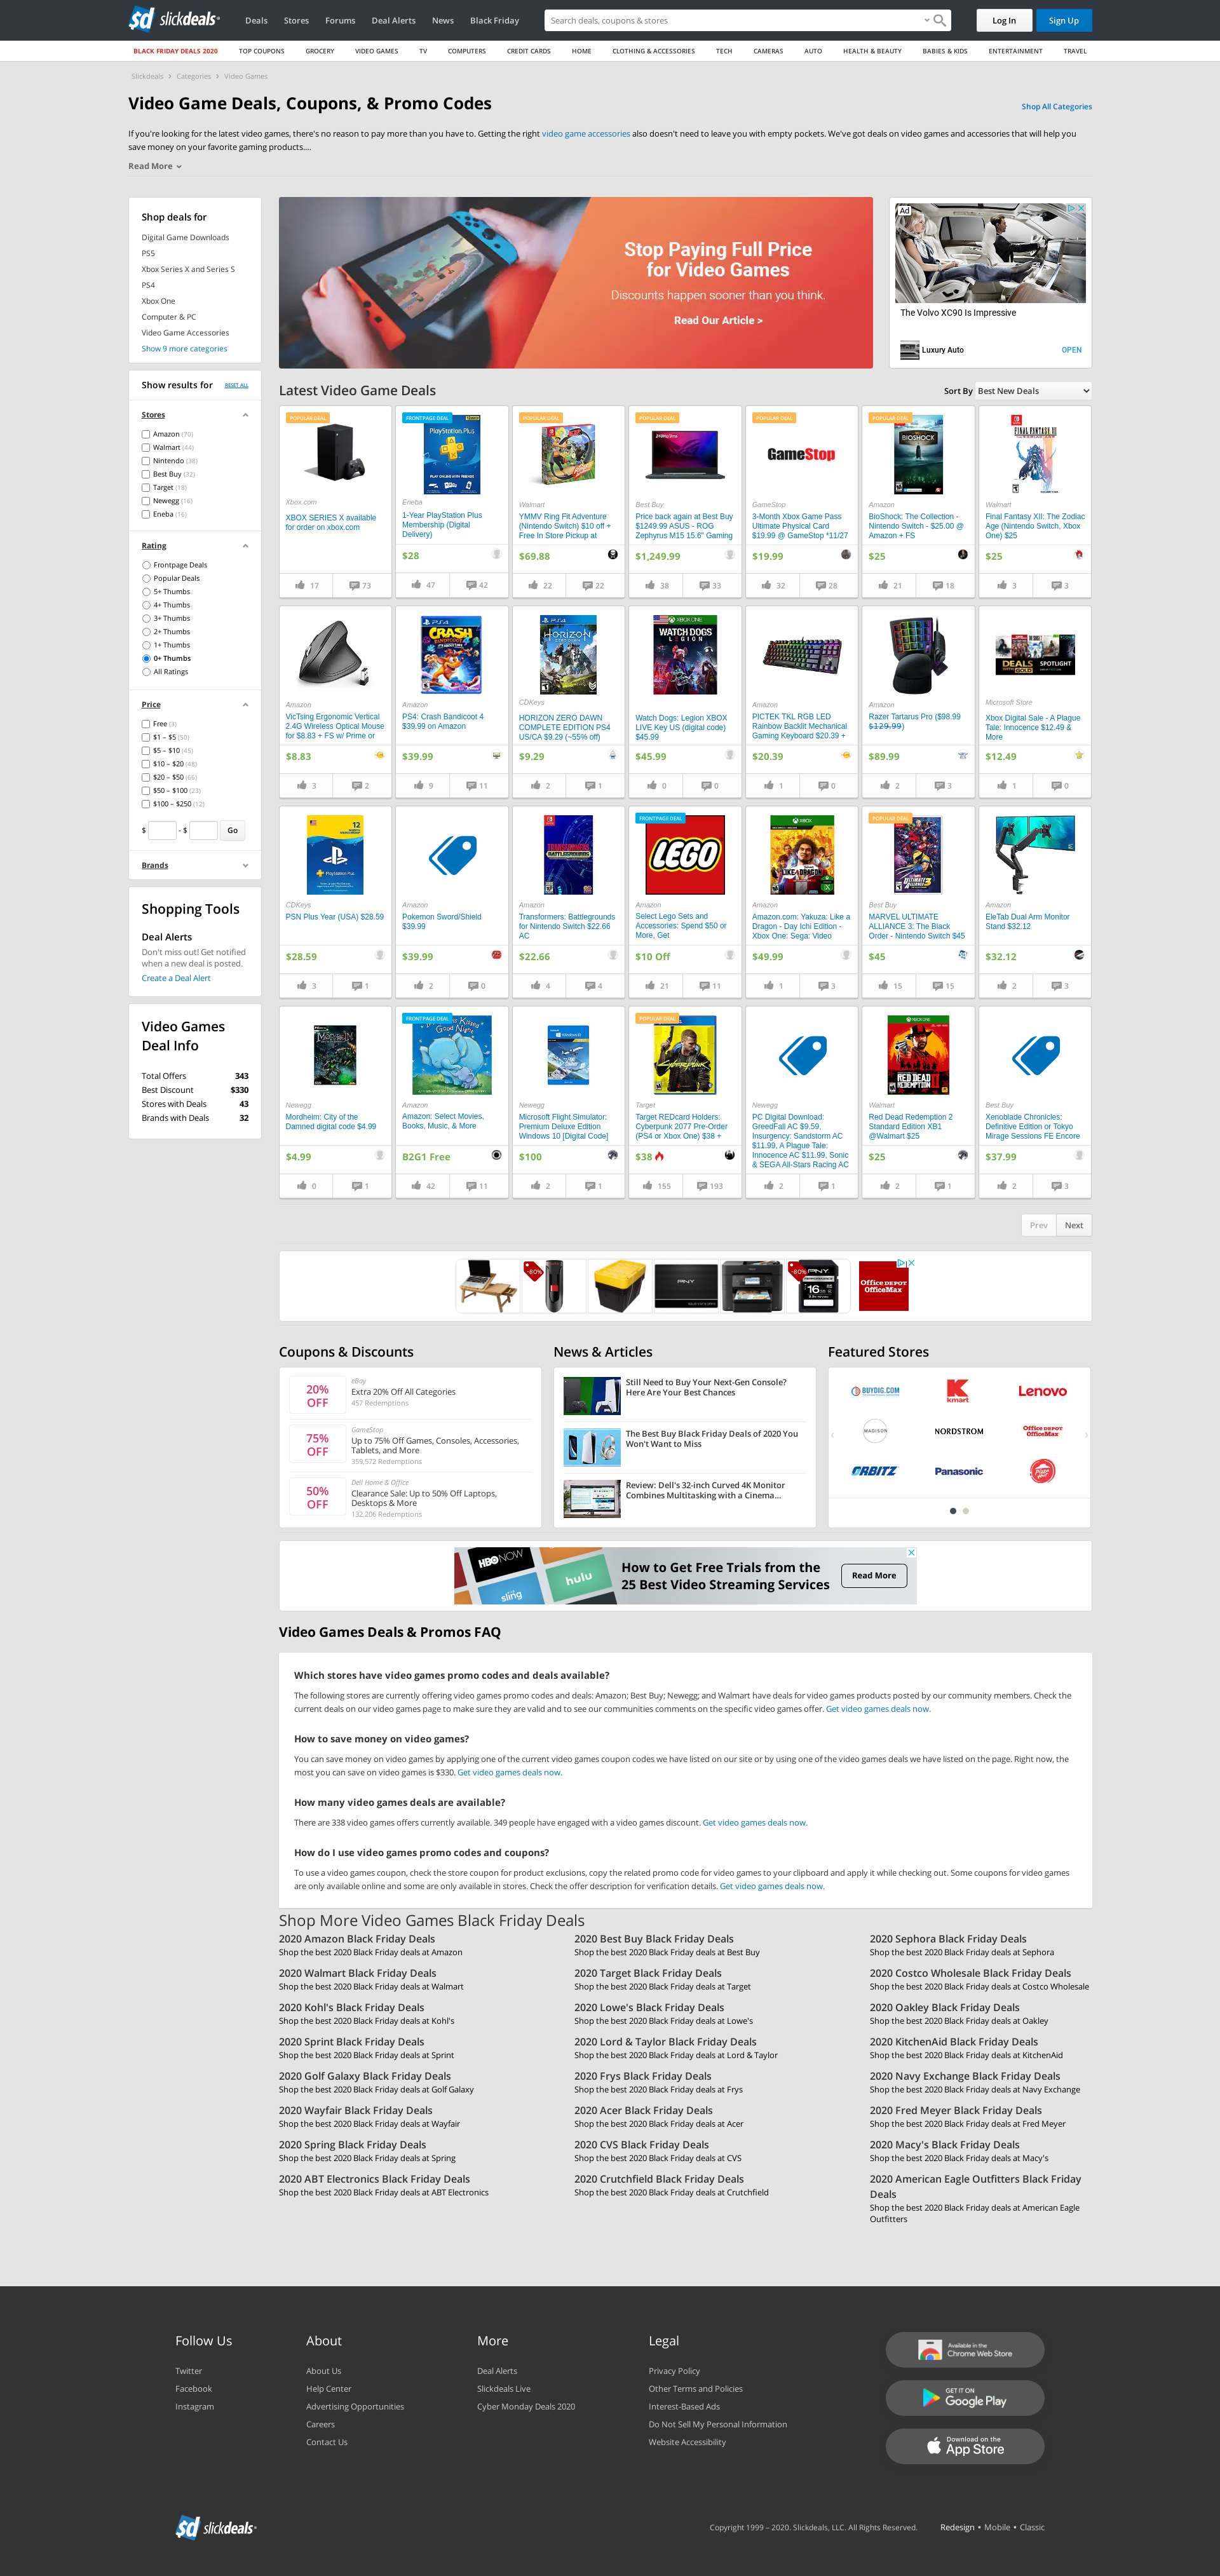 slickdeals
Deals Stores Forums Deal Alerts News Black Friday
Search deals, coupons & stores
Log In
Sign Up
BLACK FRIDAY DEALS 2020 TOP COUPONS GROCERY VIDEO GAMES TV COMPUTERS CREDIT CARDS HOME CLOTHING & ACCESSORIES TECH CAMERAS AUTO HEALTH & BEAUTY BABIES & KIDS ENTERTAINMENT TRAVEL
Slickdeals › Categories › Video Games
Video Game Deals, Coupons, & Promo Codes
Shop All Categories
If you're looking for the latest video games, there's no reason to pay more than you have to. Getting the right video game accessories also doesn't need to leave you with empty pockets. We've got deals on video games and accessories that will help you
save money on your favorite gaming products....
Read More
Shop deals for
Digital Game Downloads
PS5
Xbox Series X and Series S
PS4
Xbox One
Computer & PC
Video Game Accessories
Show 9 more categories
Show results for RESET ALL
Stores
Amazon (70)
Walmart (44)
Nintendo (38)
Best Buy (32)
Target (18)
Newegg (16)
Eneba (16)
Rating
Frontpage Deals
Popular Deals
5+ Thumbs
4+ Thumbs
3+ Thumbs
2+ Thumbs
1+ Thumbs
0+ Thumbs
All Ratings
Price
Free (3)
$1 – $5 (50)
$5 – $10 (45)
$10 – $20 (48)
$20 – $50 (66)
$50 – $100 (23)
$100 – $250 (12)
$ - $ Go
Brands
Shopping Tools
Deal Alerts
Don't miss out! Get notified
when a new deal is posted.
Create a Deal Alert
Video Games
Deal Info
Total Offers 343
Best Discount $330
Stores with Deals 43
Brands with Deals 32
Stop Paying Full Price
for Video Games
Discounts happen sooner than you think.
Read Our Article >
Ad
The Volvo XC90 Is Impressive
Luxury Auto
OPEN
Latest Video Game Deals
Sort By Best New Deals
POPULAR DEAL
Xbox.com
XBOX SERIES X available
for order on xbox.com
17 73
FRONTPAGE DEAL
PlayStation Plus
Eneba
1-Year PlayStation Plus
Membership (Digital
Delivery)
$28
47 42
POPULAR DEAL
Walmart
YMMV Ring Fit Adventure
(Nintendo Switch) $10 off +
Free In Store Pickup at
$69.88
22 22
POPULAR DEAL
Best Buy
Price back again at Best Buy
$1249.99 ASUS - ROG
Zephyrus M15 15.6" Gaming
$1,249.99
38 33
POPULAR DEAL
GameStop
GameStop
3-Month Xbox Game Pass
Ultimate Physical Card
$19.99 @ GameStop *11/27
$19.99
32 28
POPULAR DEAL
BIOSHOCK
Amazon
BioShock: The Collection -
Nintendo Switch - $25.00 @
Amazon + FS
$25
21 18
FINAL FANTASY XII
Walmart
Final Fantasy XII: The Zodiac
Age (Nintendo Switch, Xbox
One) $25
$25
3 3
Amazon
VicTsing Ergonomic Vertical
2.4G Wireless Optical Mouse
for $8.83 + FS w/ Prime or
$8.83
3 2
PS4
CRASH
Amazon
PS4: Crash Bandicoot 4
$39.99 on Amazon
$39.99
9 11
PS4
HORIZON
CDKeys
HORIZON ZERO DAWN
COMPLETE EDITION PS4
US/CA $9.29 (~55% off)
$9.29
2 1
XBOX ONE
WATCH DOGS
LEGION
Watch Dogs: Legion XBOX
LIVE Key US (digital code)
$45.99
$45.99
0 0
Amazon
PICTEK TKL RGB LED
Rainbow Backlit Mechanical
Gaming Keyboard $20.39 +
$20.39
1 0
Amazon
Razer Tartarus Pro ($98.99
$129.99)
$89.99
2 3
DEALS
SPOTLIGHT
Microsoft Store
Xbox Digital Sale - A Plague
Tale: Innocence $12.49 &
More
$12.49
1 0
12
PlayStation Plus
CDKeys
PSN Plus Year (USA) $28.59
$28.59
3 1
Amazon
Pokemon Sword/Shield
$39.99
$39.99
2 0
TRANSFORMERS
BATTLEGROUNDS
Amazon
Transformers: Battlegrounds
for Nintendo Switch $22.66
AC
$22.66
4 4
FRONTPAGE DEAL
LEGO
Amazon
Select Lego Sets and
Accessories: Spend $50 or
More, Get
$10 Off
21 11
XBOX
LIKE A DRAGON
Amazon
Amazon.com: Yakuza: Like a
Dragon - Day Ichi Edition -
Xbox One: Sega: Video
$49.99
1 3
POPULAR DEAL
ULTIMATE 3
Best Buy
MARVEL ULTIMATE
ALLIANCE 3: The Black
Order - Nintendo Switch $45
$45
15 15
Amazon
EleTab Dual Arm Monitor
Stand $32.12
$32.12
2 3
MORDHEIM
Newegg
Mordheim: City of the
Damned digital code $4.99
$4.99
0 1
FRONTPAGE DEAL
Good Night
Amazon
Amazon: Select Movies,
Books, Music, & More
B2G1 Free
42 11
Newegg
Microsoft Flight Simulator:
Premium Deluxe Edition
Windows 10 [Digital Code]
$100
2 1
POPULAR DEAL
CYBERPUNK
Target
Target REDcard Holders:
Cyberpunk 2077 Pre-Order
(PS4 or Xbox One) $38 +
$38
155 193
Newegg
PC Digital Download:
GreedFall AC $9.59,
Insurgency: Sandstorm AC
$11.99, A Plague Tale:
Innocence AC $11.99, Sonic
& SEGA All-Stars Racing AC
2 1
XBOX ONE
RED DEAD
REDEMPTION
Walmart
Red Dead Redemption 2
Standard Edition XB1
@Walmart $25
$25
2 1
Best Buy
Xenoblade Chronicles:
Definitive Edition or Tokyo
Mirage Sessions FE Encore
$37.99
2 3
Prev Next
-80%
PNY
-80%
PNY
16
Office DEPOT
OfficeMax
Coupons & Discounts
20%
OFF
eBay
Extra 20% Off All Categories
457 Redemptions
75%
OFF
GameStop
Up to 75% Off Games, Consoles, Accessories,
Tablets, and More
359,572 Redemptions
50%
OFF
Dell Home & Office
Clearance Sale: Up to 50% Off Laptops,
Desktops & More
132,206 Redemptions
News & Articles
Still Need to Buy Your Next-Gen Console?
Here Are Your Best Chances
The Best Buy Black Friday Deals of 2020 You
Won't Want to Miss
Review: Dell's 32-inch Curved 4K Monitor
Combines Multitasking with a Cinema...
Featured Stores
BUYDIG.COM
kmart
Lenovo
MADISON
NORDSTROM
Office DEPOT
OfficeMax
ORBITZ
Panasonic
Pizza Hut
HBO NOW
sling
hulu
How to Get Free Trials from the
25 Best Video Streaming Services
Read More
Video Games Deals & Promos FAQ
Which stores have video games promo codes and deals available?
The following stores are currently offering video games promo codes and deals: Amazon; Best Buy; Newegg; and Walmart have deals for video games products posted by our community members. Check the
current deals on our video games page to make sure they are valid and to see our communities comments on the specific video games offer. Get video games deals now.
How to save money on video games?
You can save money on video games by applying one of the current video games coupon codes we have listed on our site or by using one of the video games deals we have listed on the page. Right now, the
most you can save on video games is $330. Get video games deals now.
How many video games deals are available?
There are 338 video games offers currently available. 349 people have engaged with a video games discount. Get video games deals now.
How do I use video games promo codes and coupons?
To use a video games coupon, check the store coupon for product exclusions, copy the related promo code for video games to your clipboard and apply it while checking out. Some coupons for video games
are only available online and some are only available in stores. Check the offer description for verification details. Get video games deals now.
Shop More Video Games Black Friday Deals
2020 Amazon Black Friday Deals
Shop the best 2020 Black Friday deals at Amazon
2020 Best Buy Black Friday Deals
Shop the best 2020 Black Friday deals at Best Buy
2020 Sephora Black Friday Deals
Shop the best 2020 Black Friday deals at Sephora
2020 Walmart Black Friday Deals
Shop the best 2020 Black Friday deals at Walmart
2020 Target Black Friday Deals
Shop the best 2020 Black Friday deals at Target
2020 Costco Wholesale Black Friday Deals
Shop the best 2020 Black Friday deals at Costco Wholesale
2020 Kohl's Black Friday Deals
Shop the best 2020 Black Friday deals at Kohl's
2020 Lowe's Black Friday Deals
Shop the best 2020 Black Friday deals at Lowe's
2020 Oakley Black Friday Deals
Shop the best 2020 Black Friday deals at Oakley
2020 Sprint Black Friday Deals
Shop the best 2020 Black Friday deals at Sprint
2020 Lord & Taylor Black Friday Deals
Shop the best 2020 Black Friday deals at Lord & Taylor
2020 KitchenAid Black Friday Deals
Shop the best 2020 Black Friday deals at KitchenAid
2020 Golf Galaxy Black Friday Deals
Shop the best 2020 Black Friday deals at Golf Galaxy
2020 Frys Black Friday Deals
Shop the best 2020 Black Friday deals at Frys
2020 Navy Exchange Black Friday Deals
Shop the best 2020 Black Friday deals at Navy Exchange
2020 Wayfair Black Friday Deals
Shop the best 2020 Black Friday deals at Wayfair
2020 Acer Black Friday Deals
Shop the best 2020 Black Friday deals at Acer
2020 Fred Meyer Black Friday Deals
Shop the best 2020 Black Friday deals at Fred Meyer
2020 Spring Black Friday Deals
Shop the best 2020 Black Friday deals at Spring
2020 CVS Black Friday Deals
Shop the best 2020 Black Friday deals at CVS
2020 Macy's Black Friday Deals
Shop the best 2020 Black Friday deals at Macy's
2020 ABT Electronics Black Friday Deals
Shop the best 2020 Black Friday deals at ABT Electronics
2020 Crutchfield Black Friday Deals
Shop the best 2020 Black Friday deals at Crutchfield
2020 American Eagle Outfitters Black Friday
Deals
Shop the best 2020 Black Friday deals at American Eagle
Outfitters
Follow Us
Twitter
Facebook
Instagram
About
About Us
Help Center
Advertising Opportunities
Careers
Contact Us
More
Deal Alerts
Slickdeals Live
Cyber Monday Deals 2020
Legal
Privacy Policy
Other Terms and Policies
Interest-Based Ads
Do Not Sell My Personal Information
Website Accessibility
Available in the
Chrome Web Store
GET IT ON
Google Play
Download on the
App Store
slickdeals
Copyright 1999 – 2020. Slickdeals, LLC. All Rights Reserved.
Redesign • Mobile • Classic